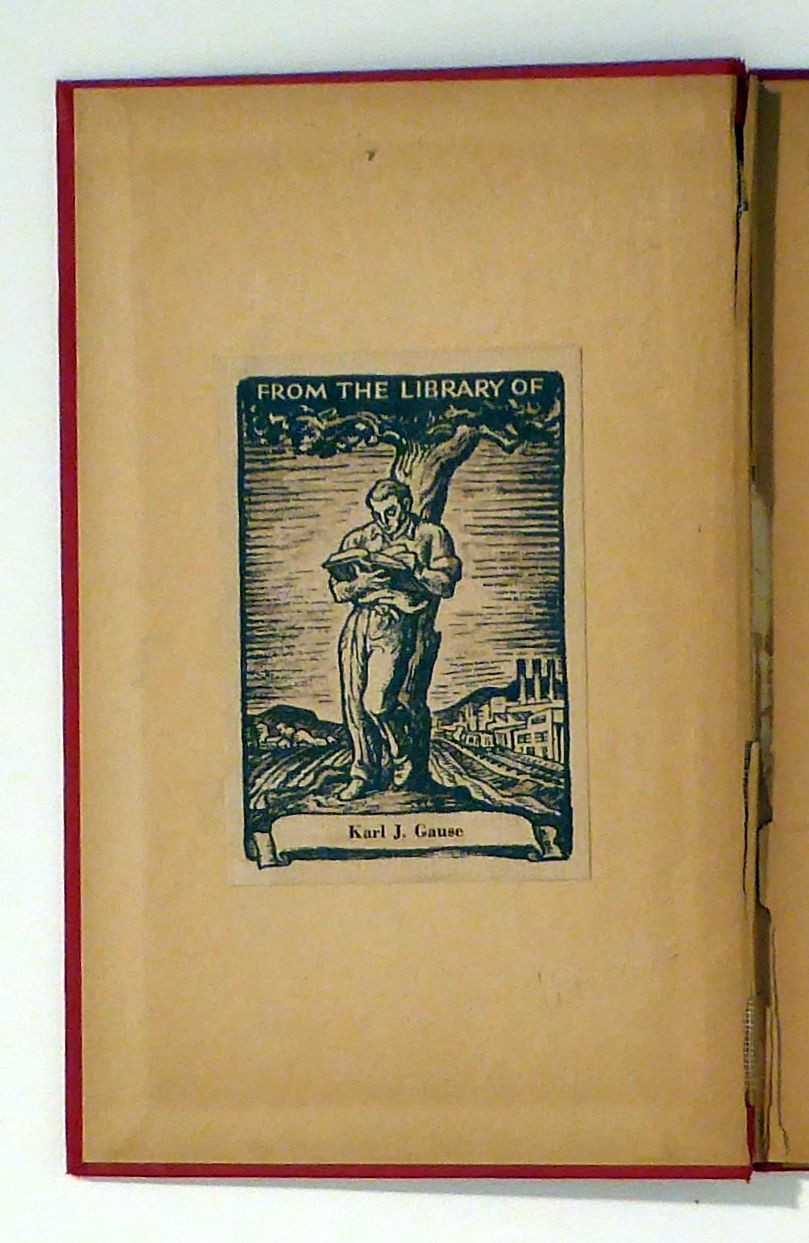 FROM THE LIBRARY OF
Karl J. Gause